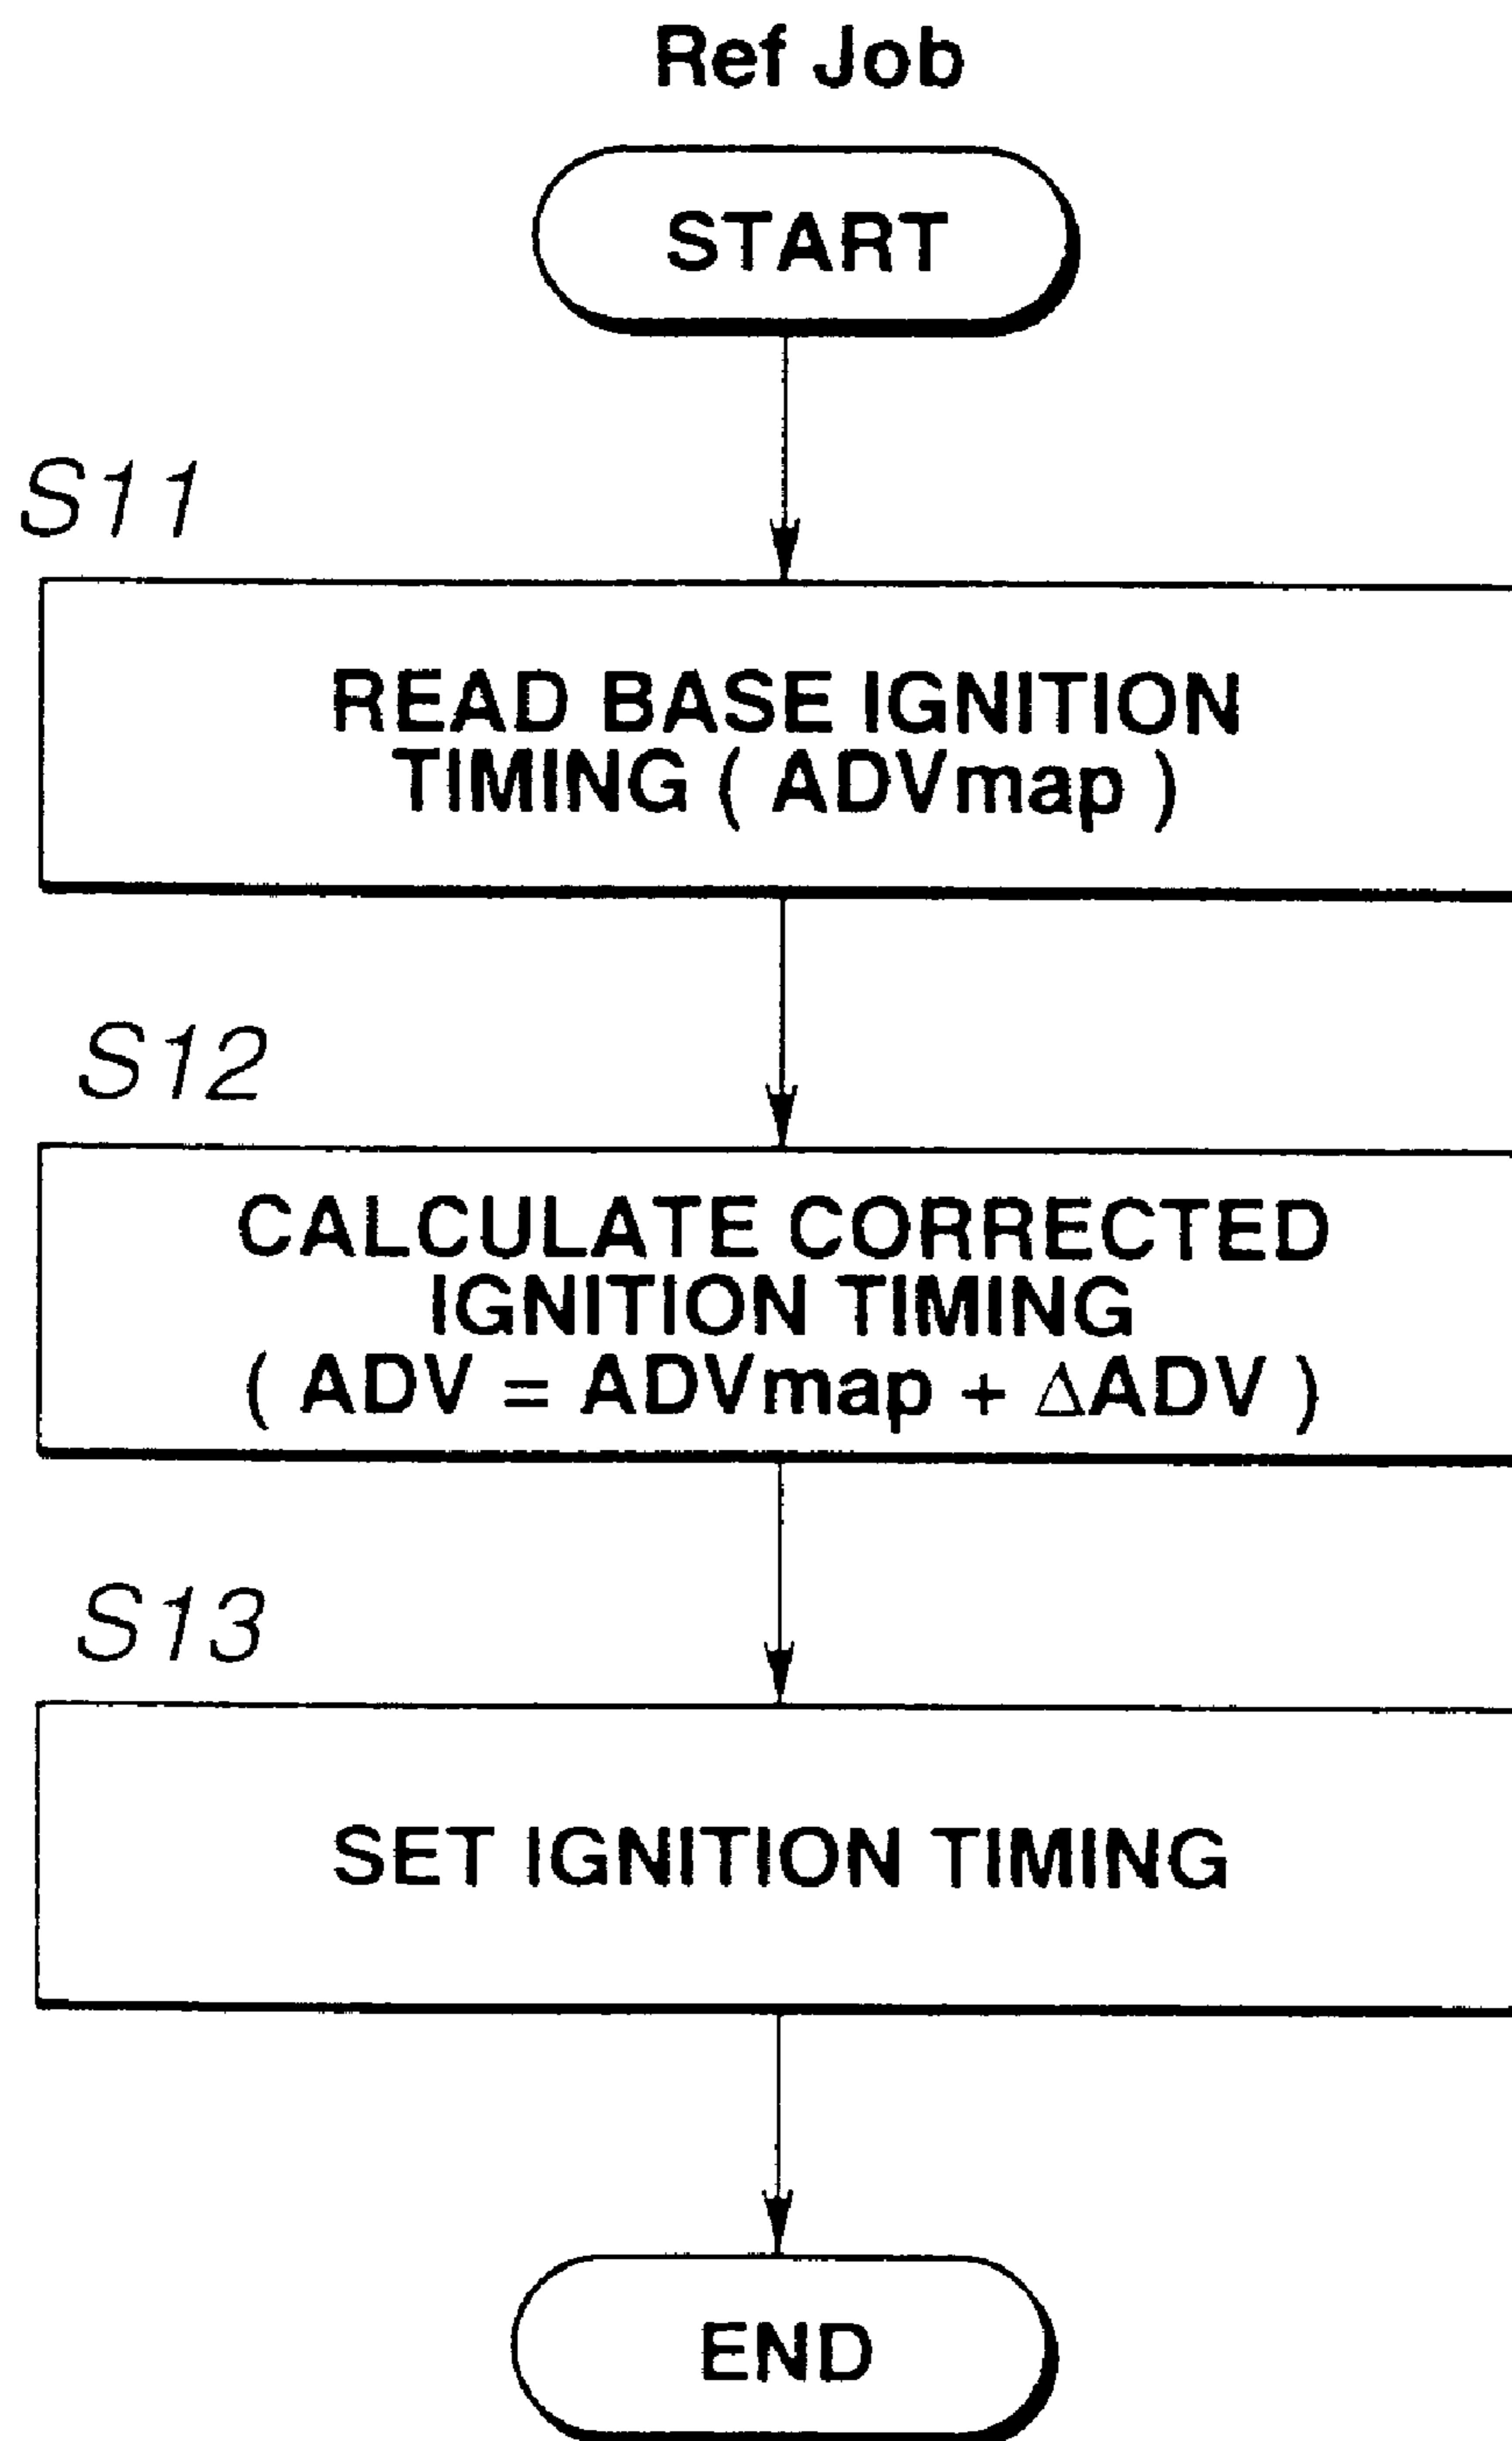 Ref Job
START
S11
READ BASE IGNITION
TIMING ( ADVmap )
S12
CALCULATE CORRECTED
IGNITION TIMING
( ADV = ADVmap + ΔADV )
S13
SET IGNITION TIMING
END